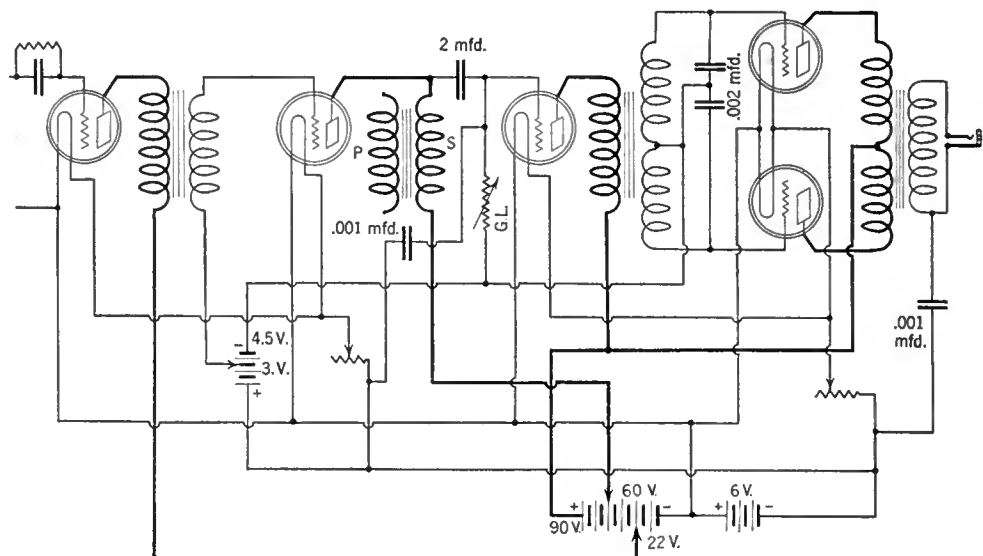 2 mfd.
.002 mfd.
P
S
.001 mfd.
G.L.
- 4.5 V.
3 V.
+
.001
mfd.
+ 60 V. -
90 V.
22 V.
+ 6 V. -